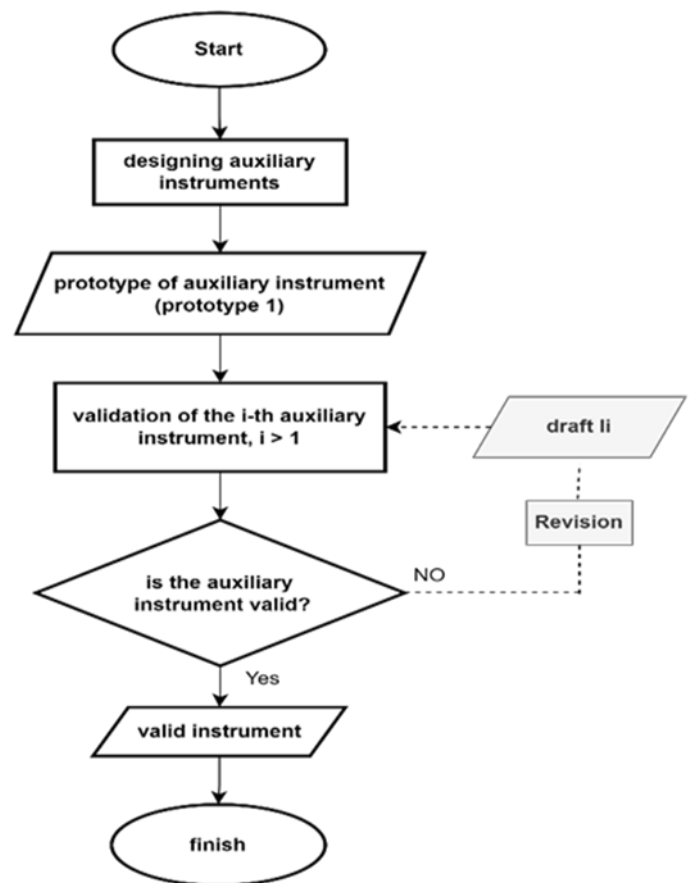 Start
designing auxiliary
instruments
prototype of auxiliary instrument
(prototype 1)
validation of the i-th auxiliary
instrument, i > 1
draft Ii
Revision
is the auxiliary
instrument valid?
NO
Yes
valid instrument
finish